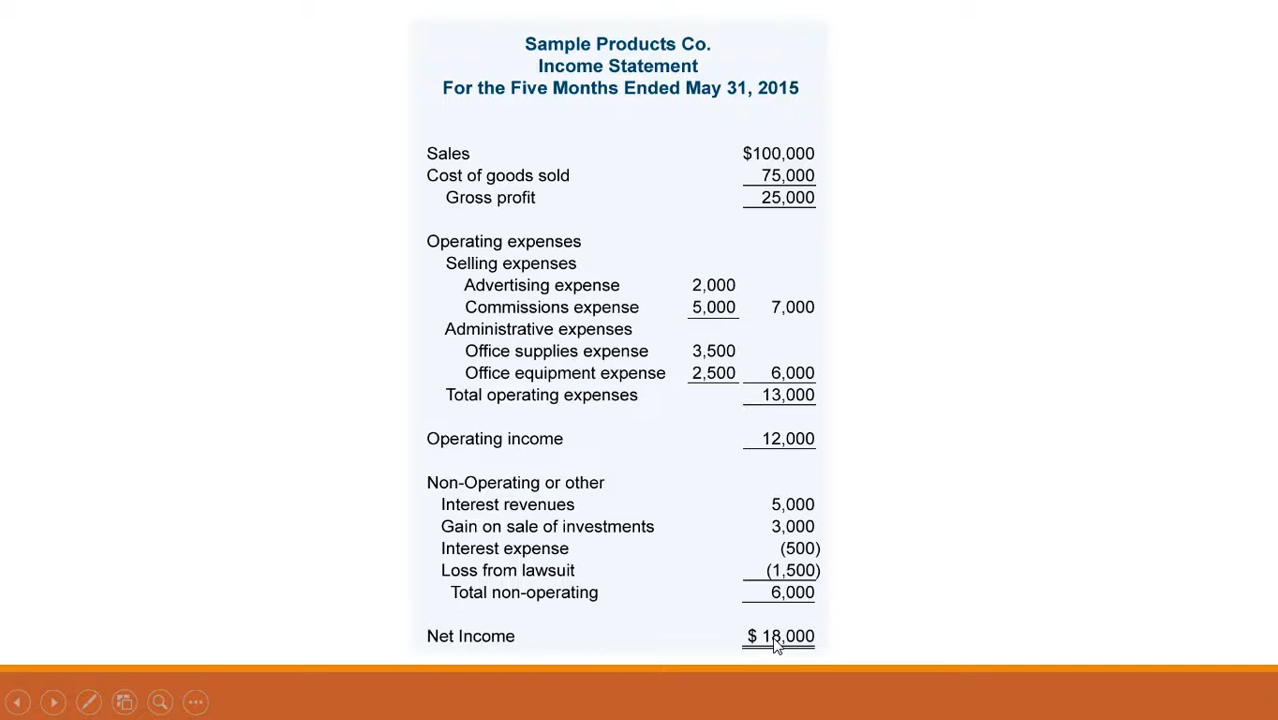 Sample Products Co.
Income Statement
For the Five Months Ended May 31, 2015
Sales $100,000
Cost of goods sold 75,000
Gross profit 25,000
Operating expenses
Selling expenses
Advertising expense 2,000
Commissions expense 5,000 7,000
Administrative expenses
Office supplies expense 3,500
Office equipment expense 2,500 6,000
Total operating expenses 13,000
Operating income 12,000
Non-Operating or other
Interest revenues 5,000
Gain on sale of investments 3,000
Interest expense (500)
Loss from lawsuit (1,500)
Total non-operating 6,000
Net Income $ 18,000